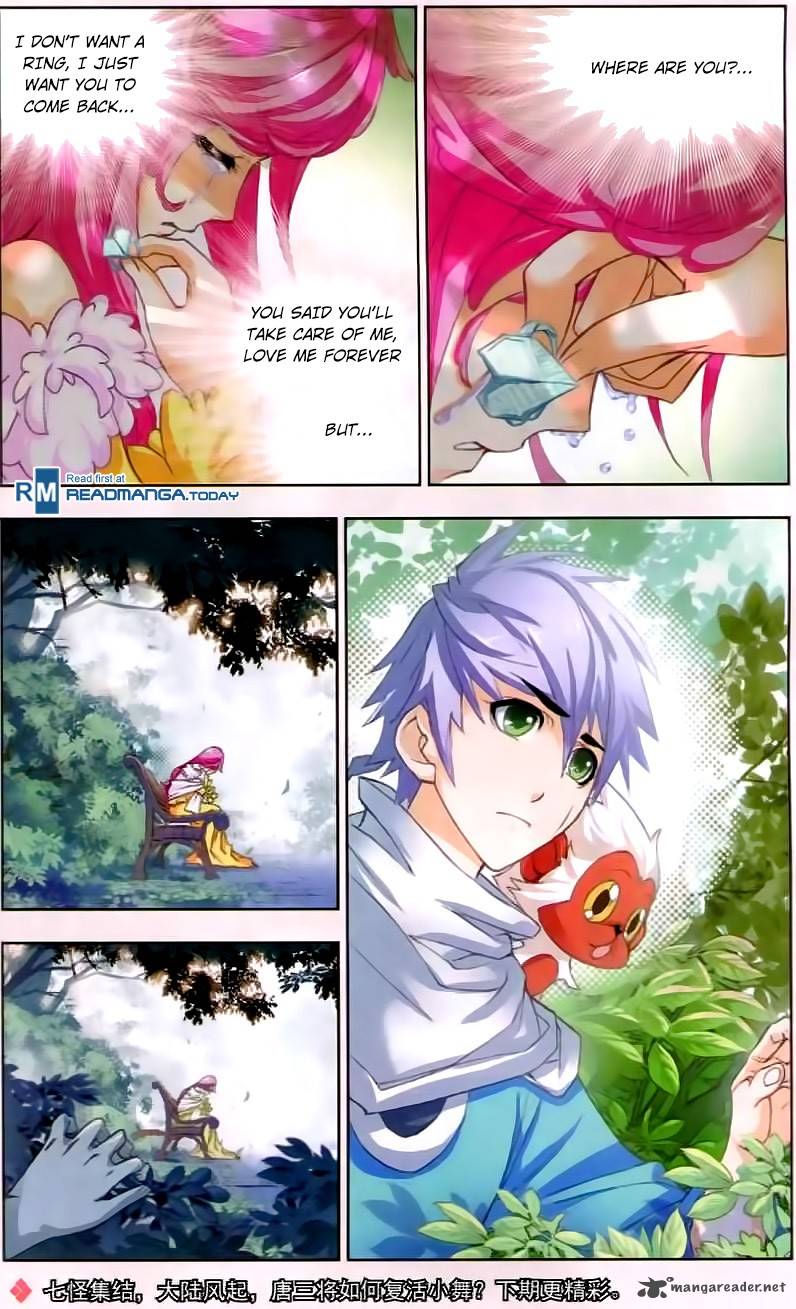 I DON'T WANT A
RING, I JUST
WANT YOU TO
COME BACK...
WHERE ARE YOU?...
YOU SAID YOU'LL
TAKE CARE OF ME,
LOVE ME FOREVER
BUT...
RM Read first at
READMANGA.TODAY
七怪集结，大陆风起，唐三将如何复活小舞？下期更精彩。
mangareader.net